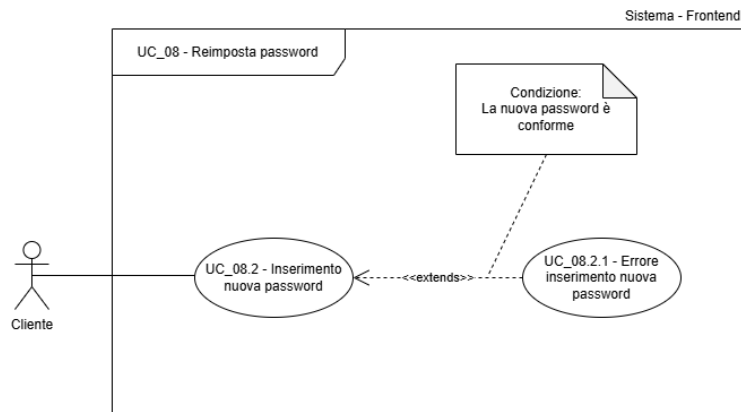 Sistema - Frontend
UC_08 - Reimposta password
Condizione:
La nuova password è
conforme
UC_08.2 - Inserimento
nuova password
<<extends>>
UC_08.2.1 - Errore
inserimento nuova
password
Cliente